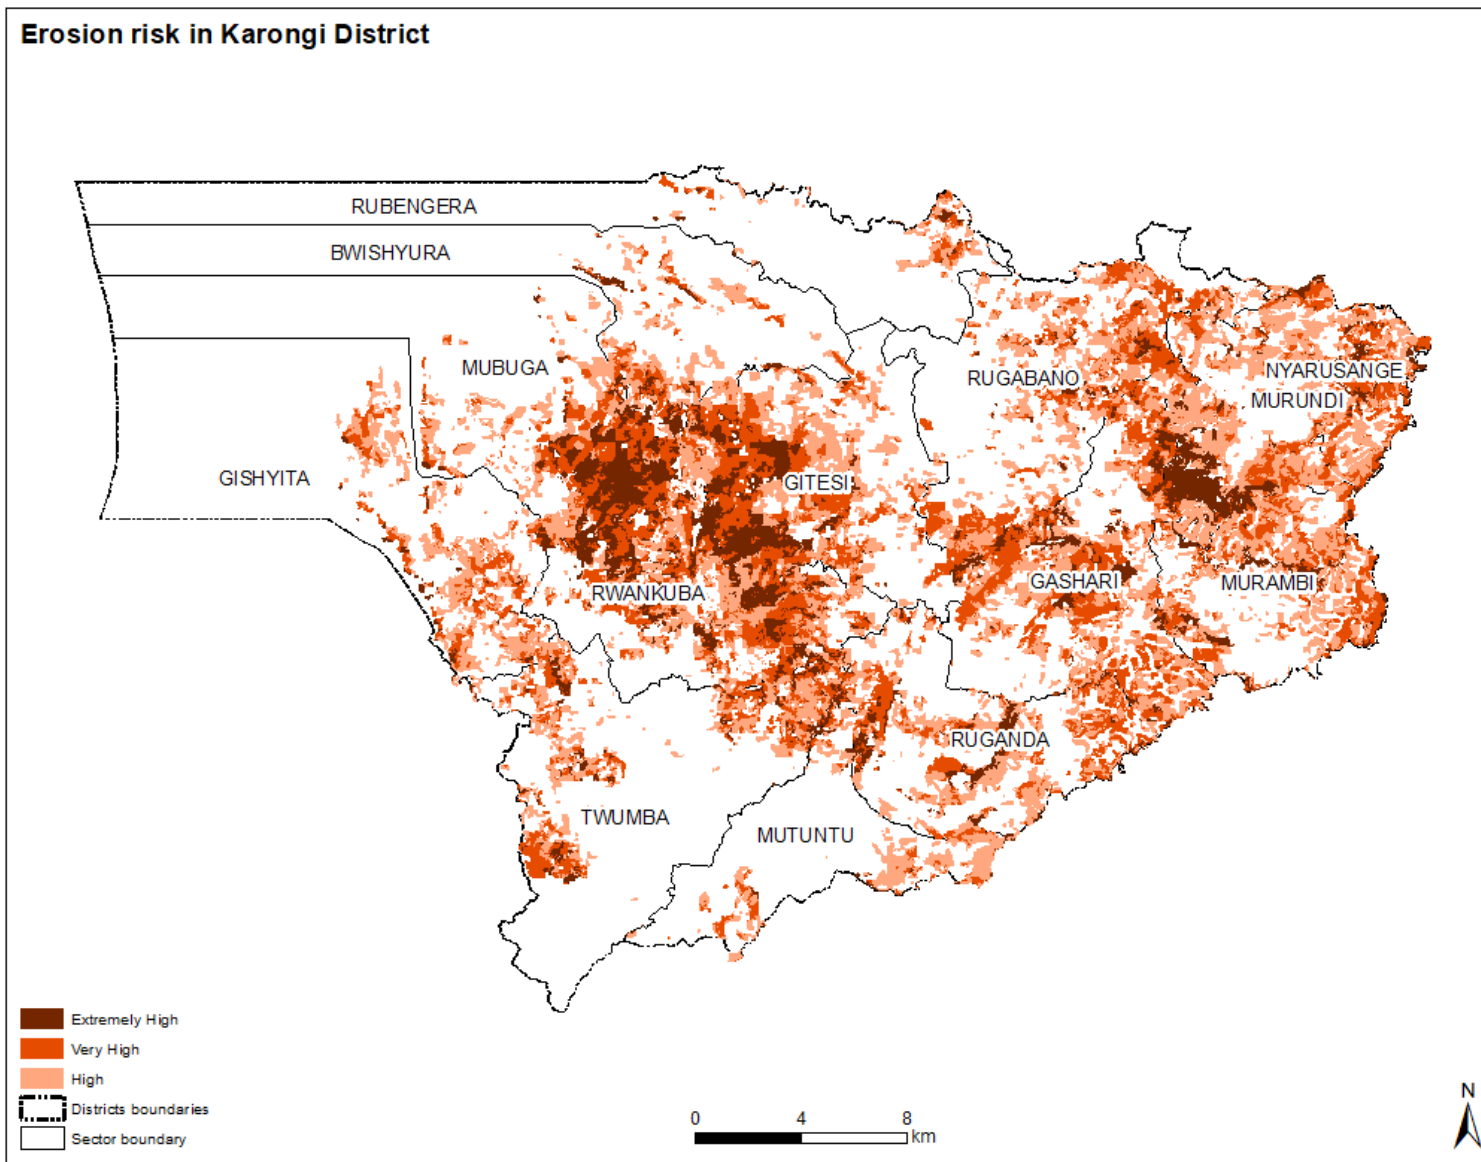 Erosion risk in Karongi District
RUBENGERA
BWISHYURA
MUBUGA
RUGABANO
NYARUSANGE
MURUNDI
GISHYITA
GITESI
RWANKUBA
GASHARI
MURAMBI
RUGANDA
TWUMBA
MUTUNTU
Extremely High
Very High
High
Districts boundaries
Sector boundary
0 4 8
km
N